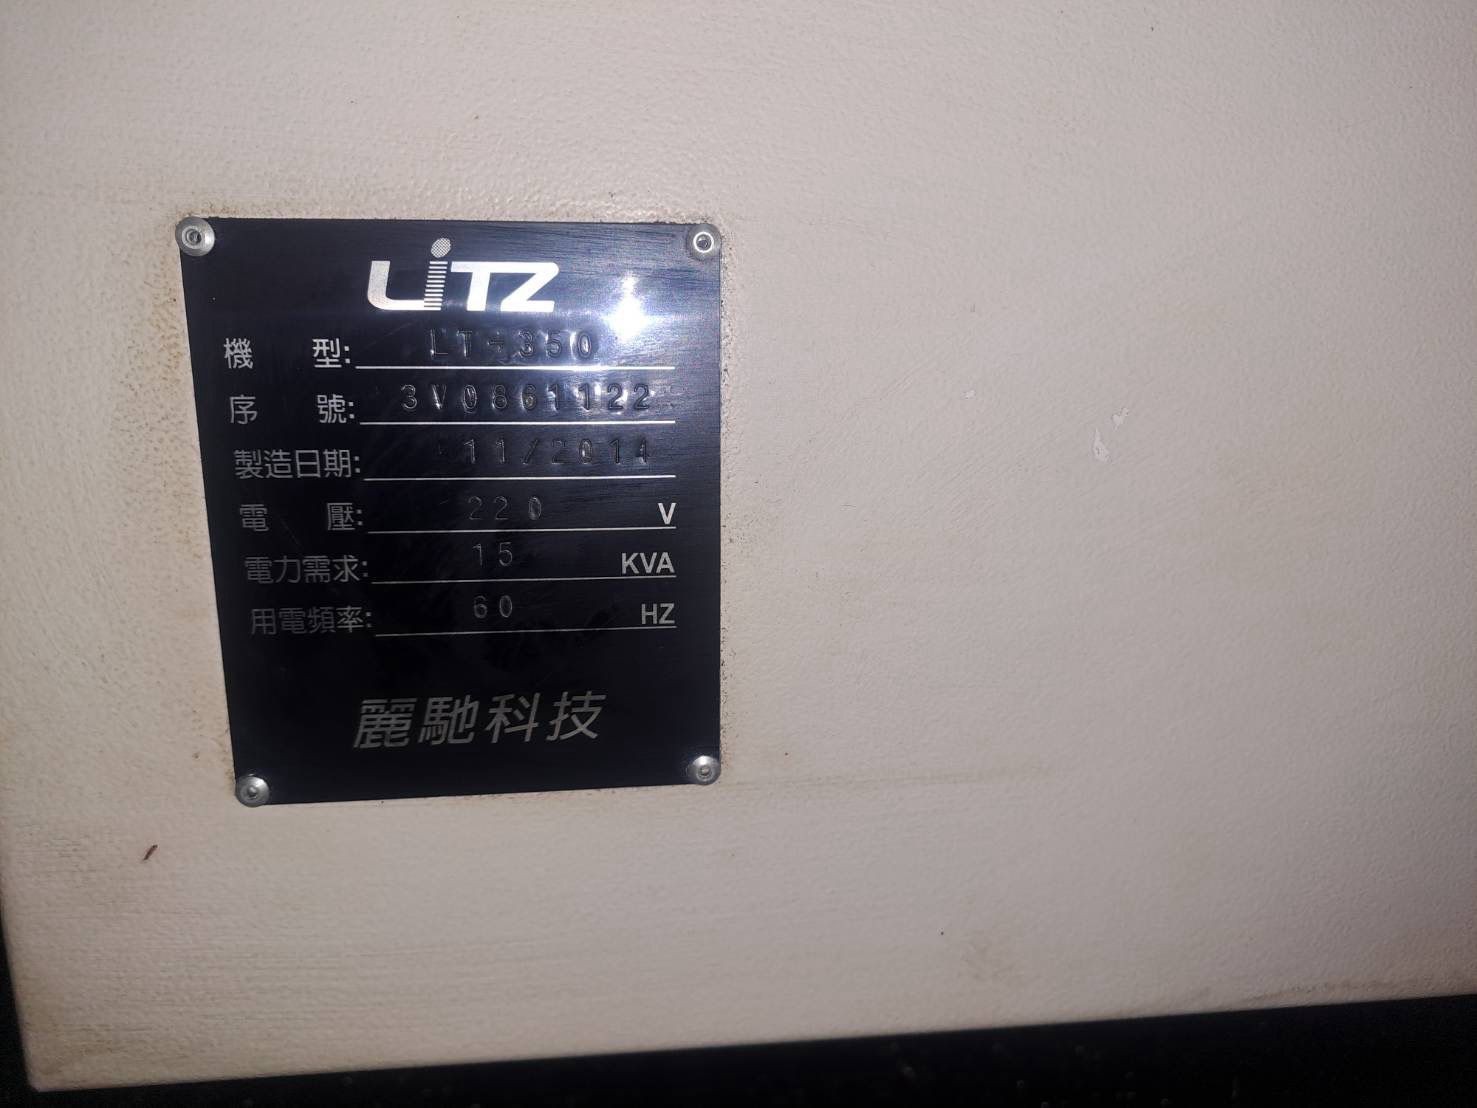 LiTZ
機 型: LT-350
序 號: 3V0861122
製造日期: 11/2014
電 壓: 220 V
電力需求: 15 KVA
用電頻率: 60 HZ
麗馳科技